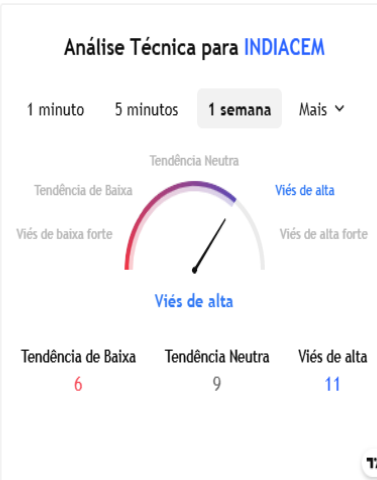 Análise Técnica para INDIACEM
1 minuto 5 minutos 1 semana Mais
Tendência Neutra
Tendência de Baixa Viés de alta
Viés de baixa forte Viés de alta forte
Viés de alta
Tendência de Baixa Tendência Neutra Viés de alta
6 9 11